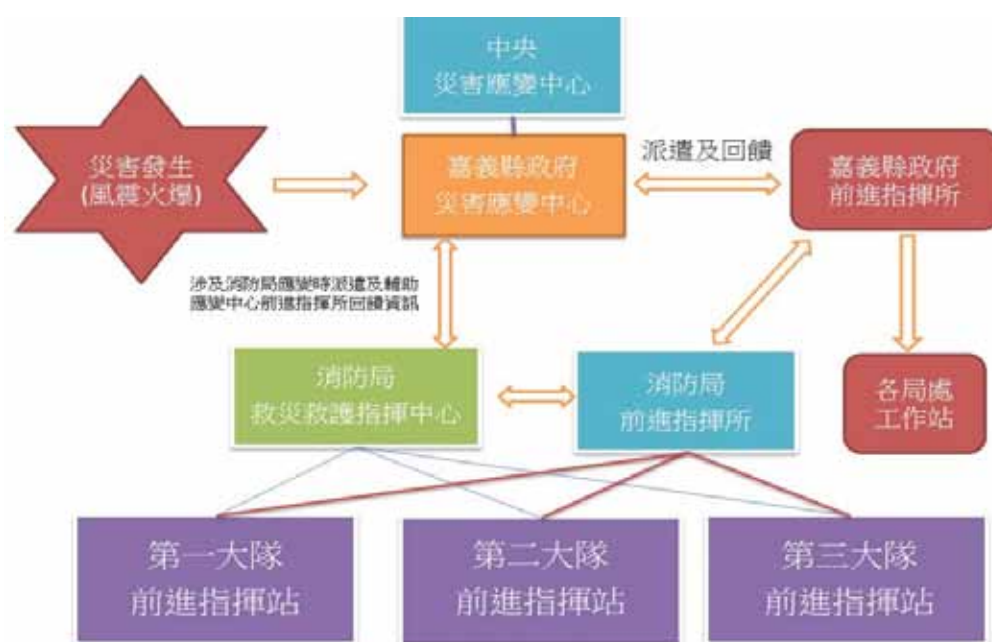 中央
災害應變中心
災害發生
(風震火爆)
嘉義縣政府
災害應變中心
派遣及回饋
嘉義縣政府
前進指揮所
涉及消防局應變時派遣及輔助
應變中心前進指揮所回饋資訊
消防局
救災救護指揮中心
消防局
前進指揮所
各局處
工作站
第一大隊
前進指揮站
第二大隊
前進指揮站
第三大隊
前進指揮站